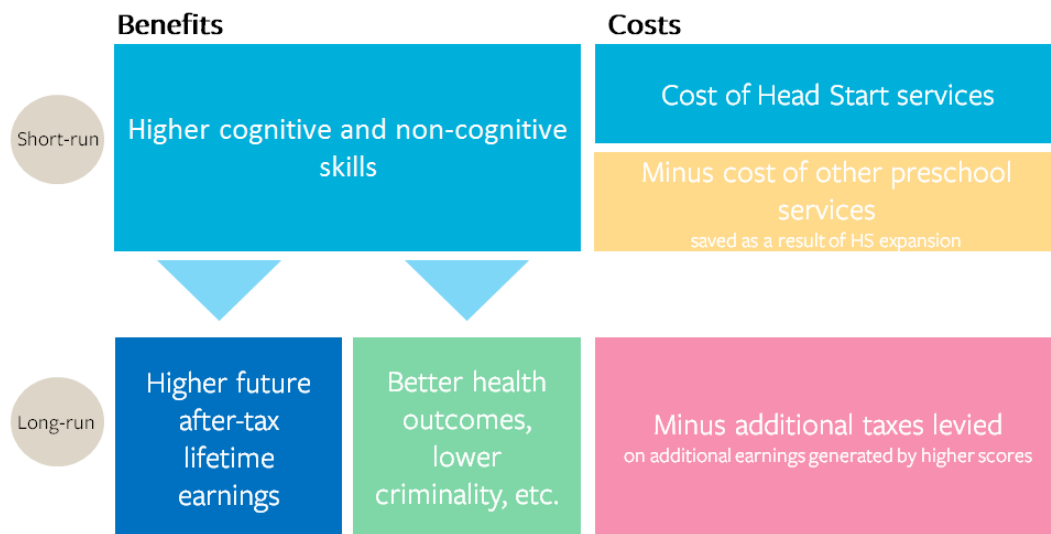 Benefits
Costs
Short-run
Higher cognitive and non-cognitive
skills
Cost of Head Start services
Minus cost of other preschool
services
saved as a result of HS expansion
Long-run
Higher future
after-tax
lifetime
earnings
Better health
outcomes,
lower
criminality, etc.
Minus additional taxes levied
on additional earnings generated by higher scores